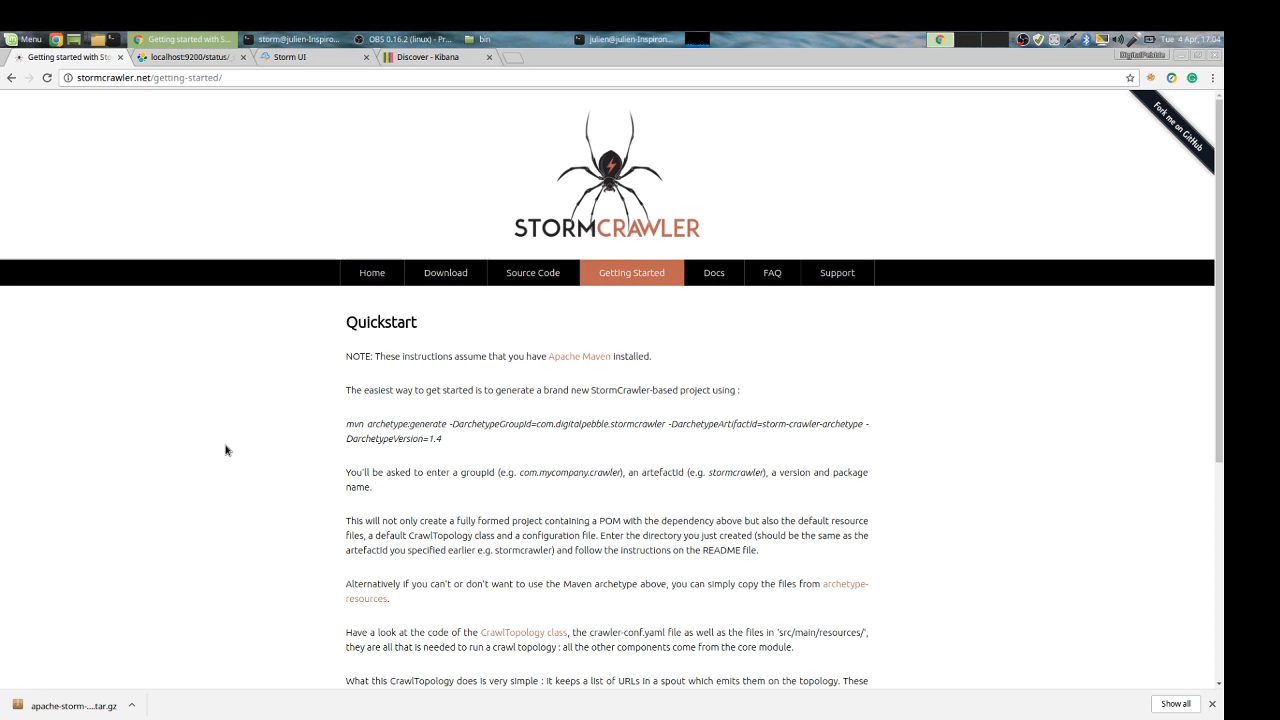 Menu
Getting started with S...
storm@julien-Inspiro...
OBS 0.16.2 (linux) - Pr...
bin
julien@julien-Inspiron...
Tue 4 Apr, 17:04
Getting started with Sto
localhost:9200/status/_
Storm UI
Discover - Kibana
DigitalPebble
stormcrawler.net/getting-started/
Fork me on GitHub
STORMCRAWLER
Home
Download
Source Code
Getting Started
Docs
FAQ
Support
Quickstart
NOTE: These instructions assume that you have Apache Maven installed.
The easiest way to get started is to generate a brand new StormCrawler-based project using :
mvn archetype:generate -DarchetypeGroupId=com.digitalpebble.stormcrawler -DarchetypeArtifactId=storm-crawler-archetype -
DarchetypeVersion=1.4
You'll be asked to enter a groupId (e.g. com.mycompany.crawler), an artefactId (e.g. stormcrawler), a version and package
name.
This will not only create a fully formed project containing a POM with the dependency above but also the default resource
files, a default CrawlTopology class and a configuration file. Enter the directory you just created (should be the same as the
artefactId you specified earlier e.g. stormcrawler) and follow the instructions on the README file.
Alternatively if you can't or don't want to use the Maven archetype above, you can simply copy the files from archetype-
resources.
Have a look at the code of the CrawlTopology class, the crawler-conf.yaml file as well as the files in 'src/main/resources/',
they are all that is needed to run a crawl topology : all the other components come from the core module.
What this CrawlTopology does is very simple : it keeps a list of URLs in a spout which emits them on the topology. These
apache-storm-....tar.gz
Show all